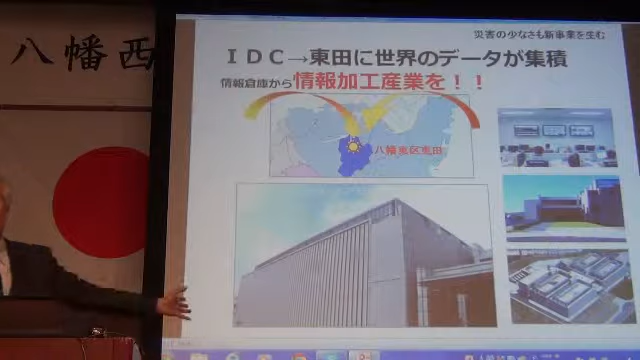 八幡西
災害の少なさも新事業を生む
ＩＤＣ→東田に世界のデータが集積
情報倉庫から情報加工産業を！！
八幡東区東田